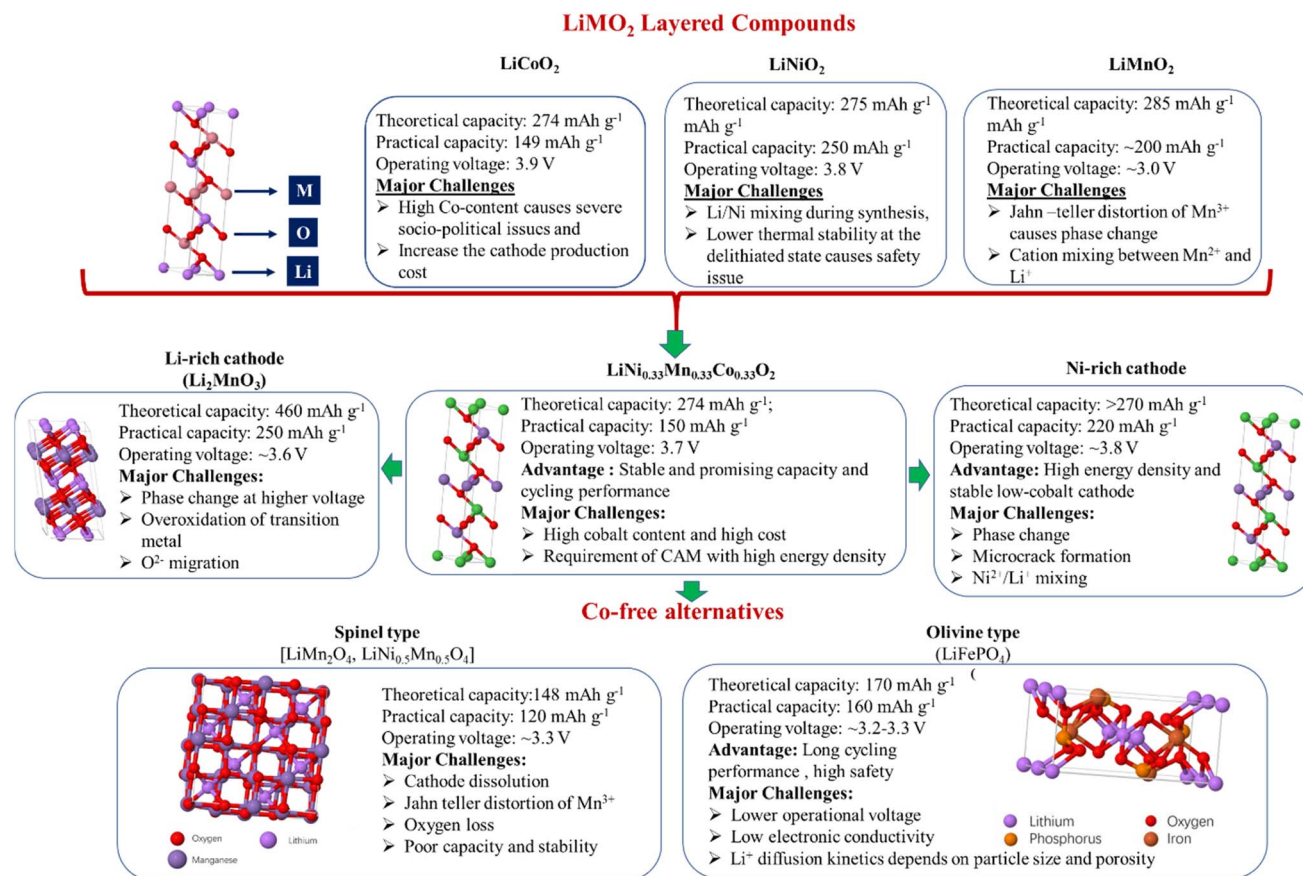 LiMO₂ Layered Compounds
LiCoO₂
Theoretical capacity: 274 mAh g⁻¹
Practical capacity: 149 mAh g⁻¹
Operating voltage: 3.9 V
Major Challenges
➢ High Co-content causes severe
socio-political issues and
➢ Increase the cathode production
cost
LiNiO₂
Theoretical capacity: 275 mAh g⁻¹
mAh g⁻¹
Practical capacity: 250 mAh g⁻¹
Operating voltage: 3.8 V
Major Challenges
➢ Li/Ni mixing during synthesis,
➢ Lower thermal stability at the
delithiated state causes safety
issue
LiMnO₂
Theoretical capacity: 285 mAh g⁻¹
mAh g⁻¹
Practical capacity: ~200 mAh g⁻¹
Operating voltage: ~3.0 V
Major Challenges
➢ Jahn –teller distortion of Mn³⁺
causes phase change
➢ Cation mixing between Mn²⁺ and
Li⁺
M
O
Li
Li-rich cathode
(Li₂MnO₃)
Theoretical capacity: 460 mAh g⁻¹
Practical capacity: 250 mAh g⁻¹
Operating voltage: ~3.6 V
Major Challenges:
➢ Phase change at higher voltage
➢ Overoxidation of transition
metal
➢ O²⁻ migration
LiNi₀.₃₃Mn₀.₃₃Co₀.₃₃O₂
Theoretical capacity: 274 mAh g⁻¹;
Practical capacity: 150 mAh g⁻¹
Operating voltage: 3.7 V
Advantage : Stable and promising capacity and
cycling performance
Major Challenges:
➢ High cobalt content and high cost
➢ Requirement of CAM with high energy density
Ni-rich cathode
Theoretical capacity: >270 mAh g⁻¹
Practical capacity: 220 mAh g⁻¹
Operating voltage: ~3.8 V
Advantage: High energy density and
stable low-cobalt cathode
Major Challenges:
➢ Phase change
➢ Microcrack formation
➢ Ni²⁺/Li⁺ mixing
Co-free alternatives
Spinel type
[LiMn₂O₄, LiNi₀.₅Mn₀.₅O₄]
Theoretical capacity:148 mAh g⁻¹
Practical capacity: 120 mAh g⁻¹
Operating voltage: ~3.3 V
Major Challenges:
➢ Cathode dissolution
➢ Jahn teller distortion of Mn³⁺
➢ Oxygen loss
➢ Poor capacity and stability
Oxygen
Lithium
Manganese
Olivine type
(LiFePO₄)
(
Theoretical capacity: 170 mAh g⁻¹
Practical capacity: 160 mAh g⁻¹
Operating voltage: ~3.2-3.3 V
Advantage: Long cycling
performance , high safety
Major Challenges:
➢ Lower operational voltage
➢ Low electronic conductivity
➢ Li⁺ diffusion kinetics depends on particle size and porosity
Lithium
Oxygen
Phosphorus
Iron